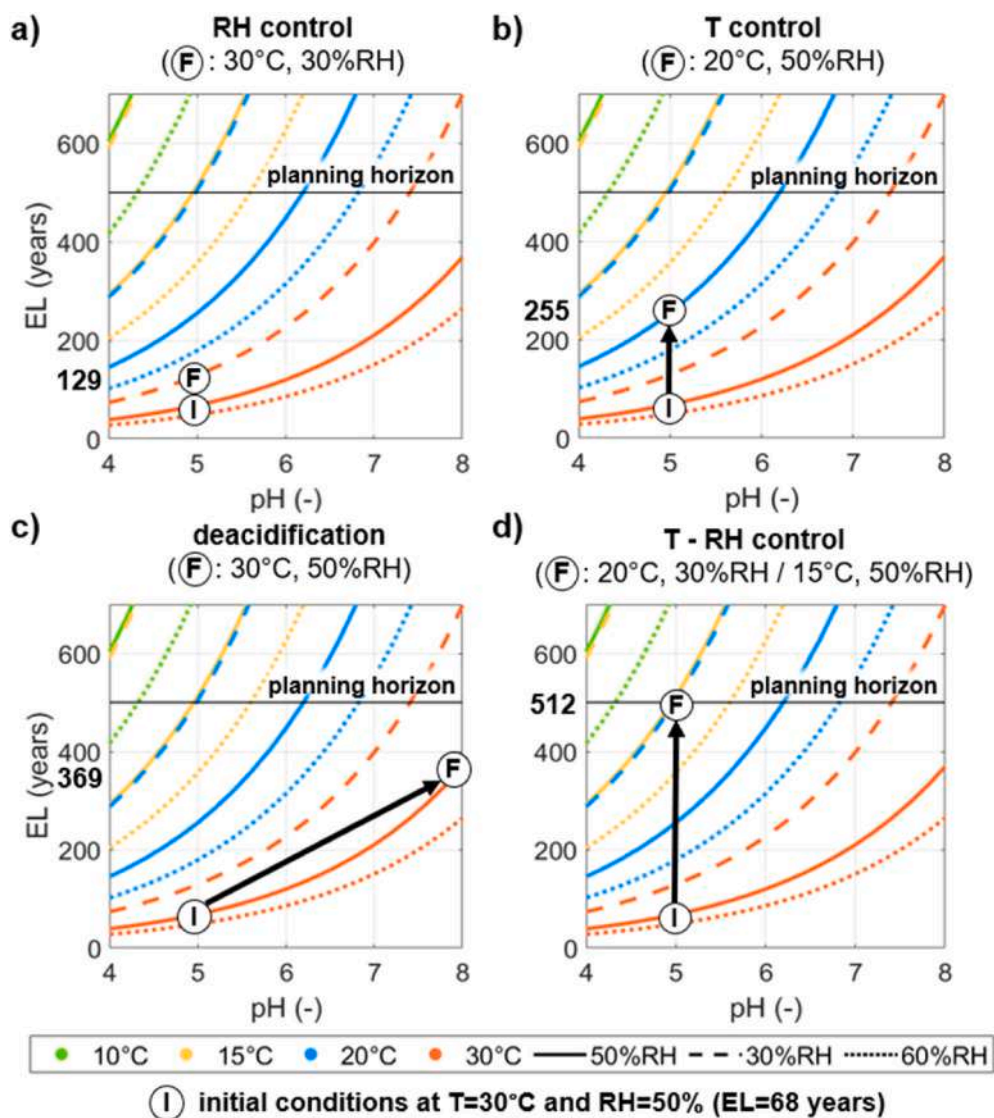 a) RH control
(F : 30°C, 30%RH)
600
400
200
129
0
EL (years)
planning horizon
F
I
4 5 6 7 8
pH (-)
b) T control
(F : 20°C, 50%RH)
600
400
255
200
0
EL (years)
planning horizon
F
I
4 5 6 7 8
pH (-)
c) deacidification
(F : 30°C, 50%RH)
600
400
369
200
0
EL (years)
planning horizon
F
I
4 5 6 7 8
pH (-)
d) T - RH control
(F : 20°C, 30%RH / 15°C, 50%RH)
600
512
400
200
0
EL (years)
planning horizon
F
I
4 5 6 7 8
pH (-)
10°C 15°C 20°C 30°C 50%RH 30%RH 60%RH
I initial conditions at T=30°C and RH=50% (EL=68 years)